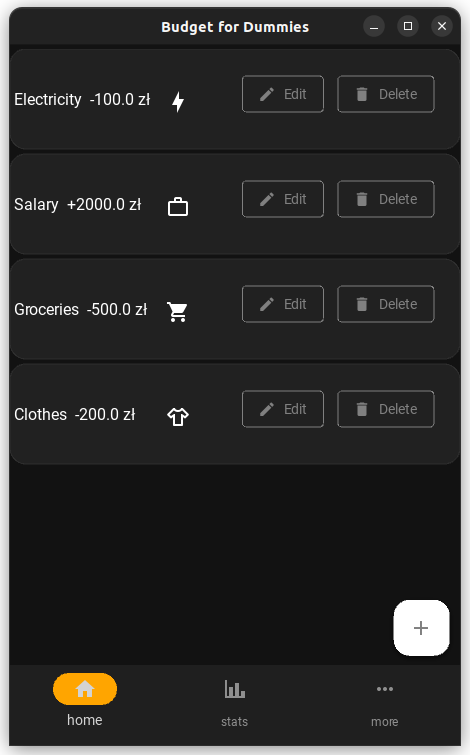 Budget for Dummies
Electricity -100.0 zł Edit Delete
Salary +2000.0 zł Edit Delete
Groceries -500.0 zł Edit Delete
Clothes -200.0 zł Edit Delete
home stats more